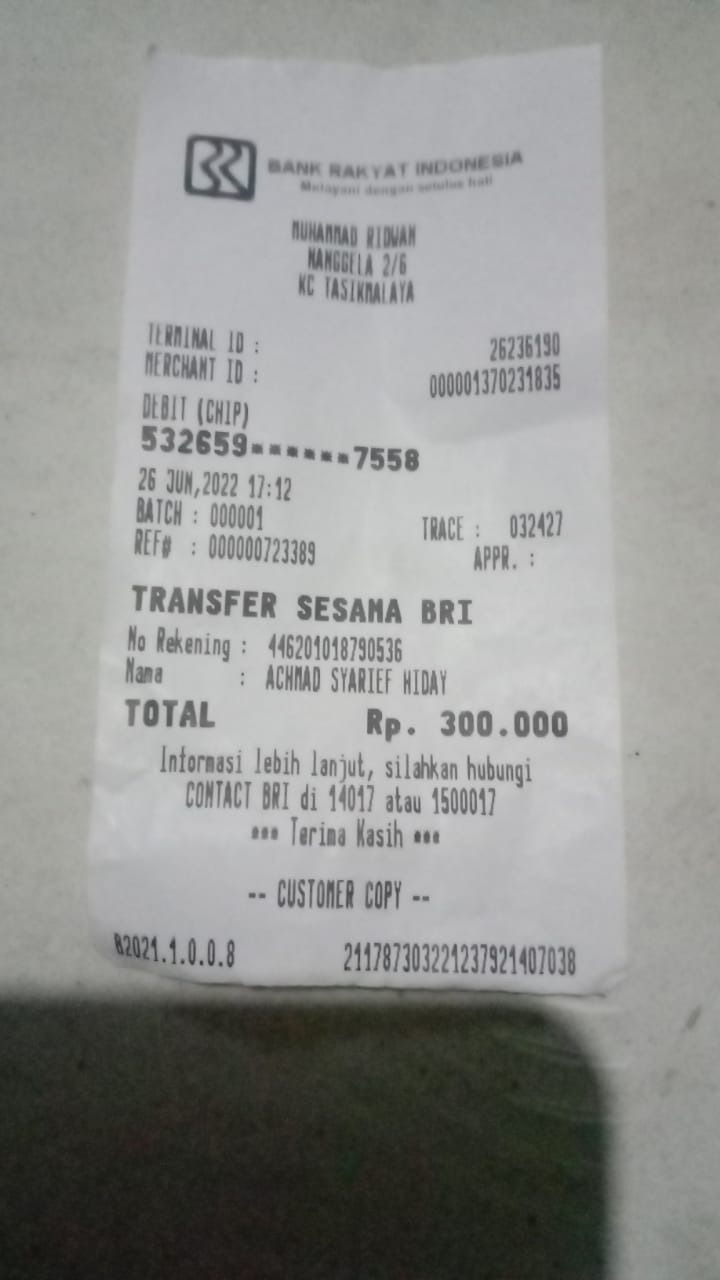 BANK RAKYAT INDONESIA
Melayani dengan setulus hati
MUHAMMAD RIDWAN
NANGGELA 2/6
KC TASIKMALAYA
TERMINAL ID : 26236190
MERCHANT ID : 000001370231835
DEBIT (CHIP)
532659******7558
26 JUN,2022 17:12
BATCH : 000001 TRACE : 032427
REF# : 000000723389 APPR. :
TRANSFER SESAMA BRI
No Rekening : 446201018790536
Nama : ACHMAD SYARIEF HIDAY
TOTAL Rp. 300.000
Informasi lebih lanjut, silahkan hubungi
CONTACT BRI di 14017 atau 1500017
*** Terima Kasih ***
-- CUSTOMER COPY --
B2021.1.0.0.8 211787303221237921407038